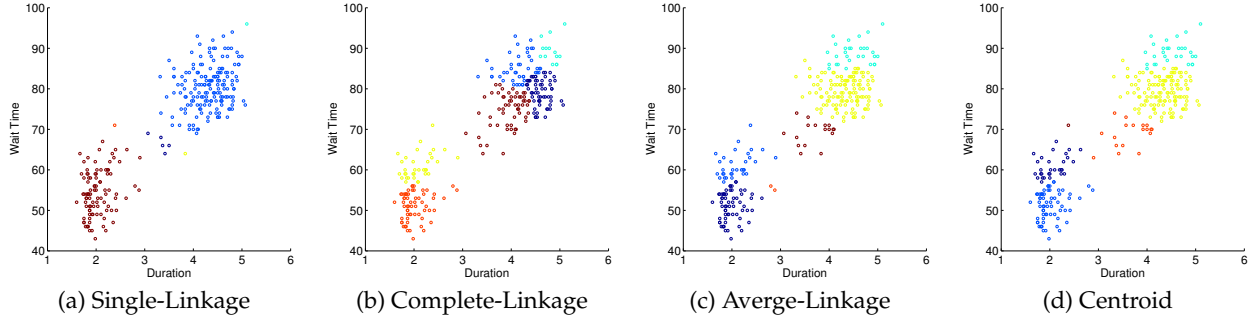 100
90
80
70
60
50
40
Wait Time
1 2 3 4 5 6
Duration
(a) Single-Linkage
100
90
80
70
60
50
40
Wait Time
1 2 3 4 5 6
Duration
(b) Complete-Linkage
100
90
80
70
60
50
40
Wait Time
1 2 3 4 5 6
Duration
(c) Averge-Linkage
100
90
80
70
60
50
40
Wait Time
1 2 3 4 5 6
Duration
(d) Centroid